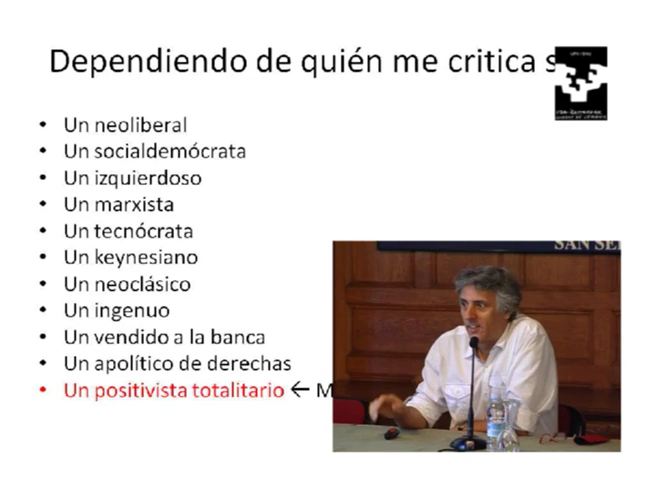 Dependiendo de quién me critica s
Un neoliberal
Un socialdemócrata
Un izquierdoso
Un marxista
Un tecnócrata
Un keynesiano
Un neoclásico
Un ingenuo
Un vendido a la banca
Un apolítico de derechas
Un positivista totalitario ← M
SAN SE